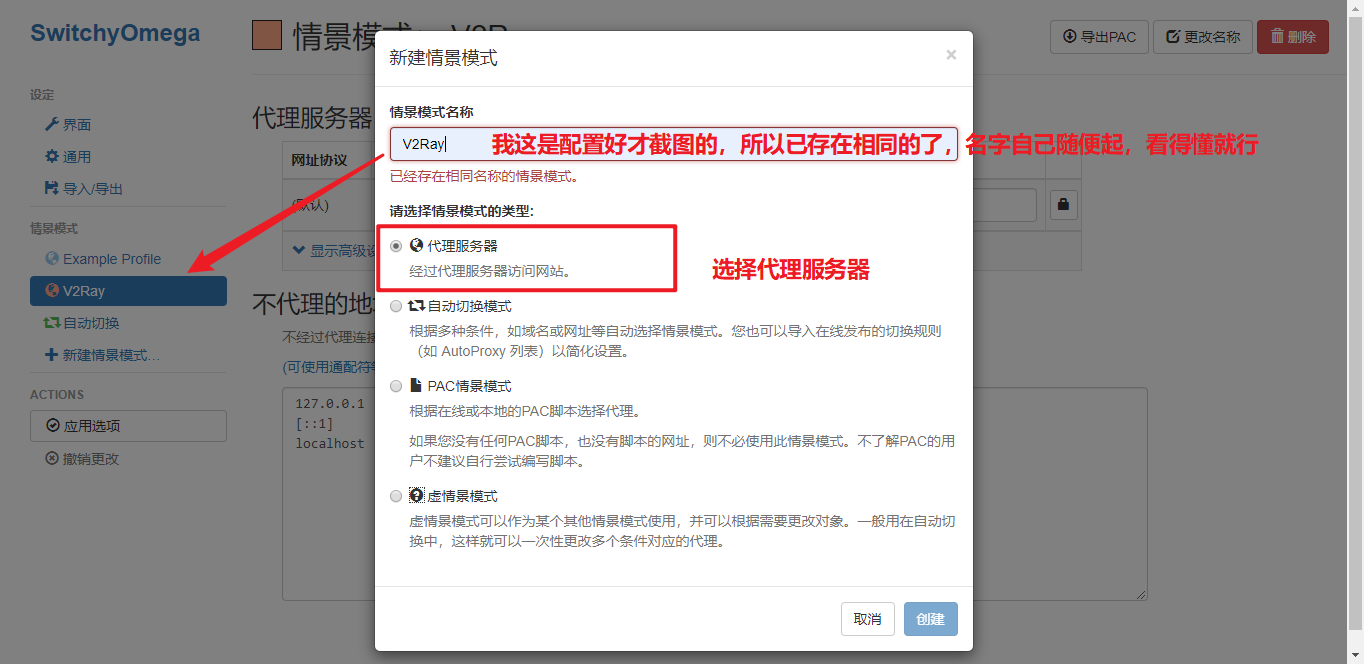 SwitchyOmega
设定
界面
通用
导入/导出
情景模式
Example Profile
V2Ray
自动切换
新建情景模式...
ACTIONS
应用选项
撤销更改
导出PAC
更改名称
删除
代理服务器
网址协议
(默认)
显示高级
不代理的地
不经过代理连接
(可使用通配符
127.0.0.1
[::1]
localhost
新建情景模式
×
情景模式名称
V2Ray
我这是配置好才截图的，所以已存在相同的了，名字自己随便起，看得懂就行
已经存在相同名称的情景模式。
请选择情景模式的类型:
代理服务器
经过代理服务器访问网站。
选择代理服务器
自动切换模式
根据多种条件，如域名或网址等自动选择情景模式。您也可以导入在线发布的切换规则
（如 AutoProxy 列表）以简化设置。
PAC情景模式
根据在线或本地的PAC脚本选择代理。
如果您没有任何PAC脚本，也没有脚本的网址，则不必使用此情景模式。不了解PAC的用
户不建议自行尝试编写脚本。
虚情景模式
虚情景模式可以作为某个其他情景模式使用，并可以根据需要更改对象。一般用在自动切
换中，这样就可以一次性更改多个条件对应的代理。
取消
创建